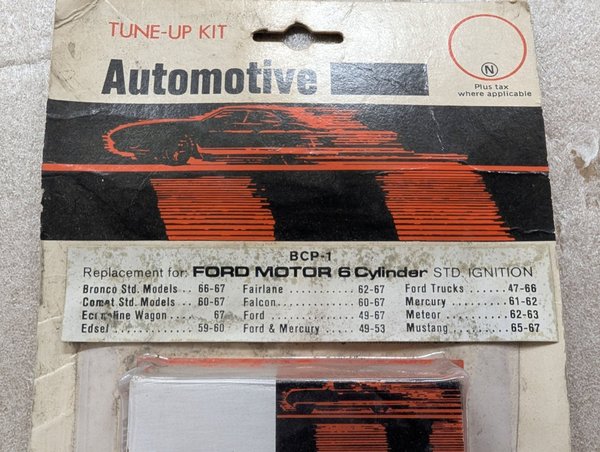 TUNE-UP KIT
Automotive
N
Plus tax
where applicable
BCP-1
Replacement for: FORD MOTOR 6 Cylinder STD. IGNITION
Bronco Std. Models . . 66-67 Fairlane . . . . . . . . . . . . 62-67 Ford Trucks . . . . . . . . 47-66
Comet Std. Models . . 60-67 Falcon . . . . . . . . . . . . . 60-67 Mercury . . . . . . . . . . . 61-62
Econoline Wagon . . . . . 67 Ford . . . . . . . . . . . . . . . 49-67 Meteor . . . . . . . . . . . . 62-63
Edsel . . . . . . . . . . . . 59-60 Ford & Mercury . . . . . 49-53 Mustang . . . . . . . . . . 65-67